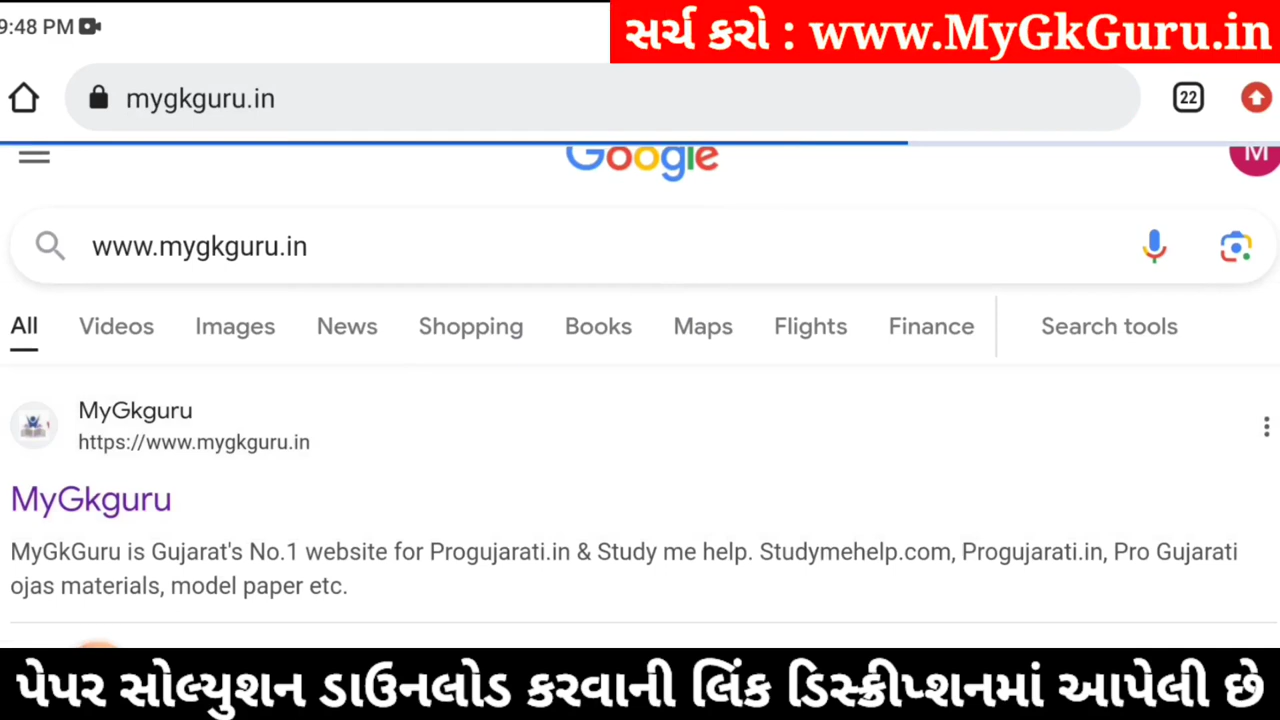 9:48 PM
સર્ચ કરો : www.MyGkGuru.in
mygkguru.in
22
Google
M
www.mygkguru.in
All Videos Images News Shopping Books Maps Flights Finance Search tools
MyGkguru
https://www.mygkguru.in
MyGkguru
MyGkGuru is Gujarat's No.1 website for Progujarati.in & Study me help. Studymehelp.com, Progujarati.in, Pro Gujarati
ojas materials, model paper etc.
પેપર સોલ્યુશન ડાઉનલોડ કરવાની લિંક ડિસ્ક્રીપ્શનમાં આપેલી છે